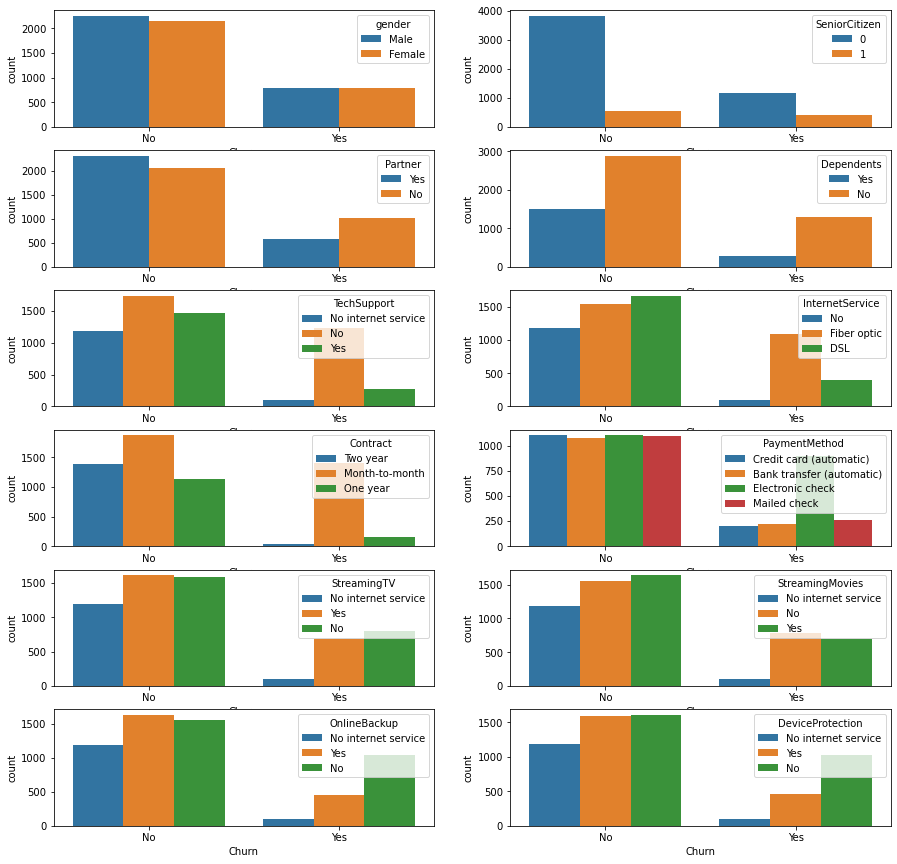 gender
Male
Female
count
0
500
1000
1500
2000
No
Yes
SeniorCitizen
0
1
count
0
1000
2000
3000
4000
No
Yes
Partner
Yes
No
count
0
500
1000
1500
2000
No
Yes
Dependents
Yes
No
count
0
1000
2000
3000
No
Yes
TechSupport
No internet service
No
Yes
count
0
500
1000
1500
No
Yes
InternetService
No
Fiber optic
DSL
count
0
500
1000
1500
No
Yes
Contract
Two year
Month-to-month
One year
count
0
500
1000
1500
No
Yes
PaymentMethod
Credit card (automatic)
Bank transfer (automatic)
Electronic check
Mailed check
count
0
250
500
750
1000
No
Yes
StreamingTV
No internet service
Yes
No
count
0
500
1000
1500
No
Yes
StreamingMovies
No internet service
No
Yes
count
0
500
1000
1500
No
Yes
OnlineBackup
No internet service
Yes
No
count
0
500
1000
1500
No
Yes
Churn
DeviceProtection
No internet service
Yes
No
count
0
500
1000
1500
No
Yes
Churn